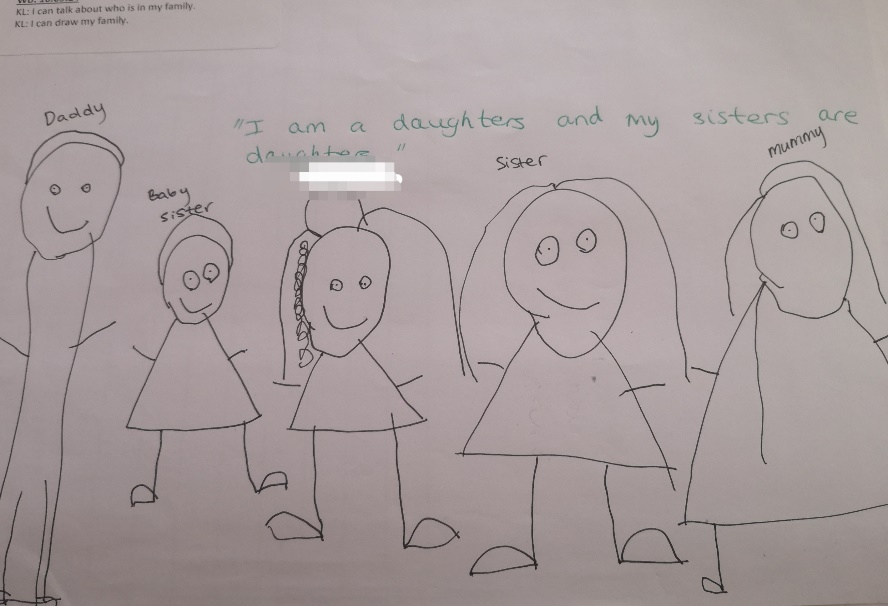 KL: I can talk about who is in my family.
KL: I can draw my family.
Daddy
"I am a daughters and my sisters are
daughters "
Baby
sister
Sister
Mummy